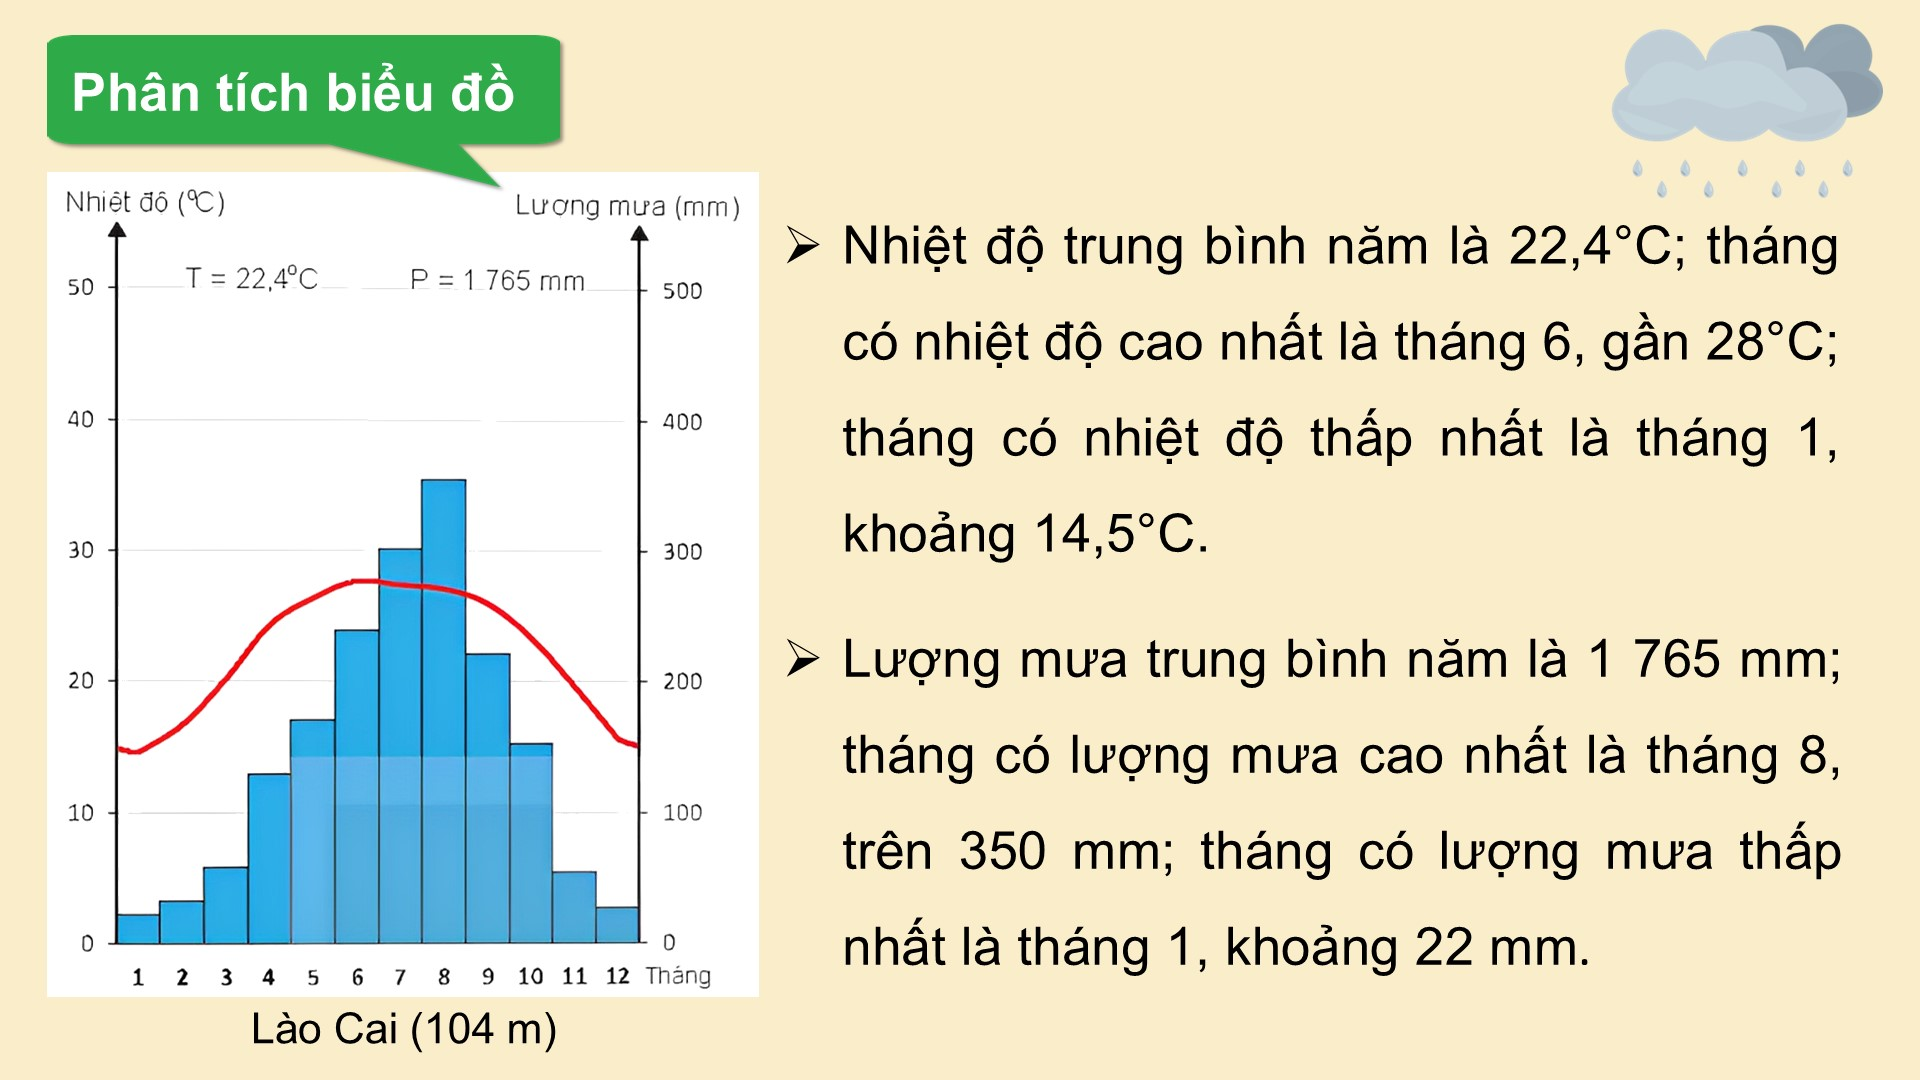 Phân tích biểu đồ
Nhiệt độ (⁰C)
Lượng mưa (mm)
T = 22,4⁰C
P = 1 765 mm
50
500
40
400
30
300
20
200
10
100
0
0
1 2 3 4 5 6 7 8 9 10 11 12 Tháng
Lào Cai (104 m)
➢ Nhiệt độ trung bình năm là 22,4°C; tháng
có nhiệt độ cao nhất là tháng 6, gần 28°C;
tháng có nhiệt độ thấp nhất là tháng 1,
khoảng 14,5°C.
➢ Lượng mưa trung bình năm là 1 765 mm;
tháng có lượng mưa cao nhất là tháng 8,
trên 350 mm; tháng có lượng mưa thấp
nhất là tháng 1, khoảng 22 mm.